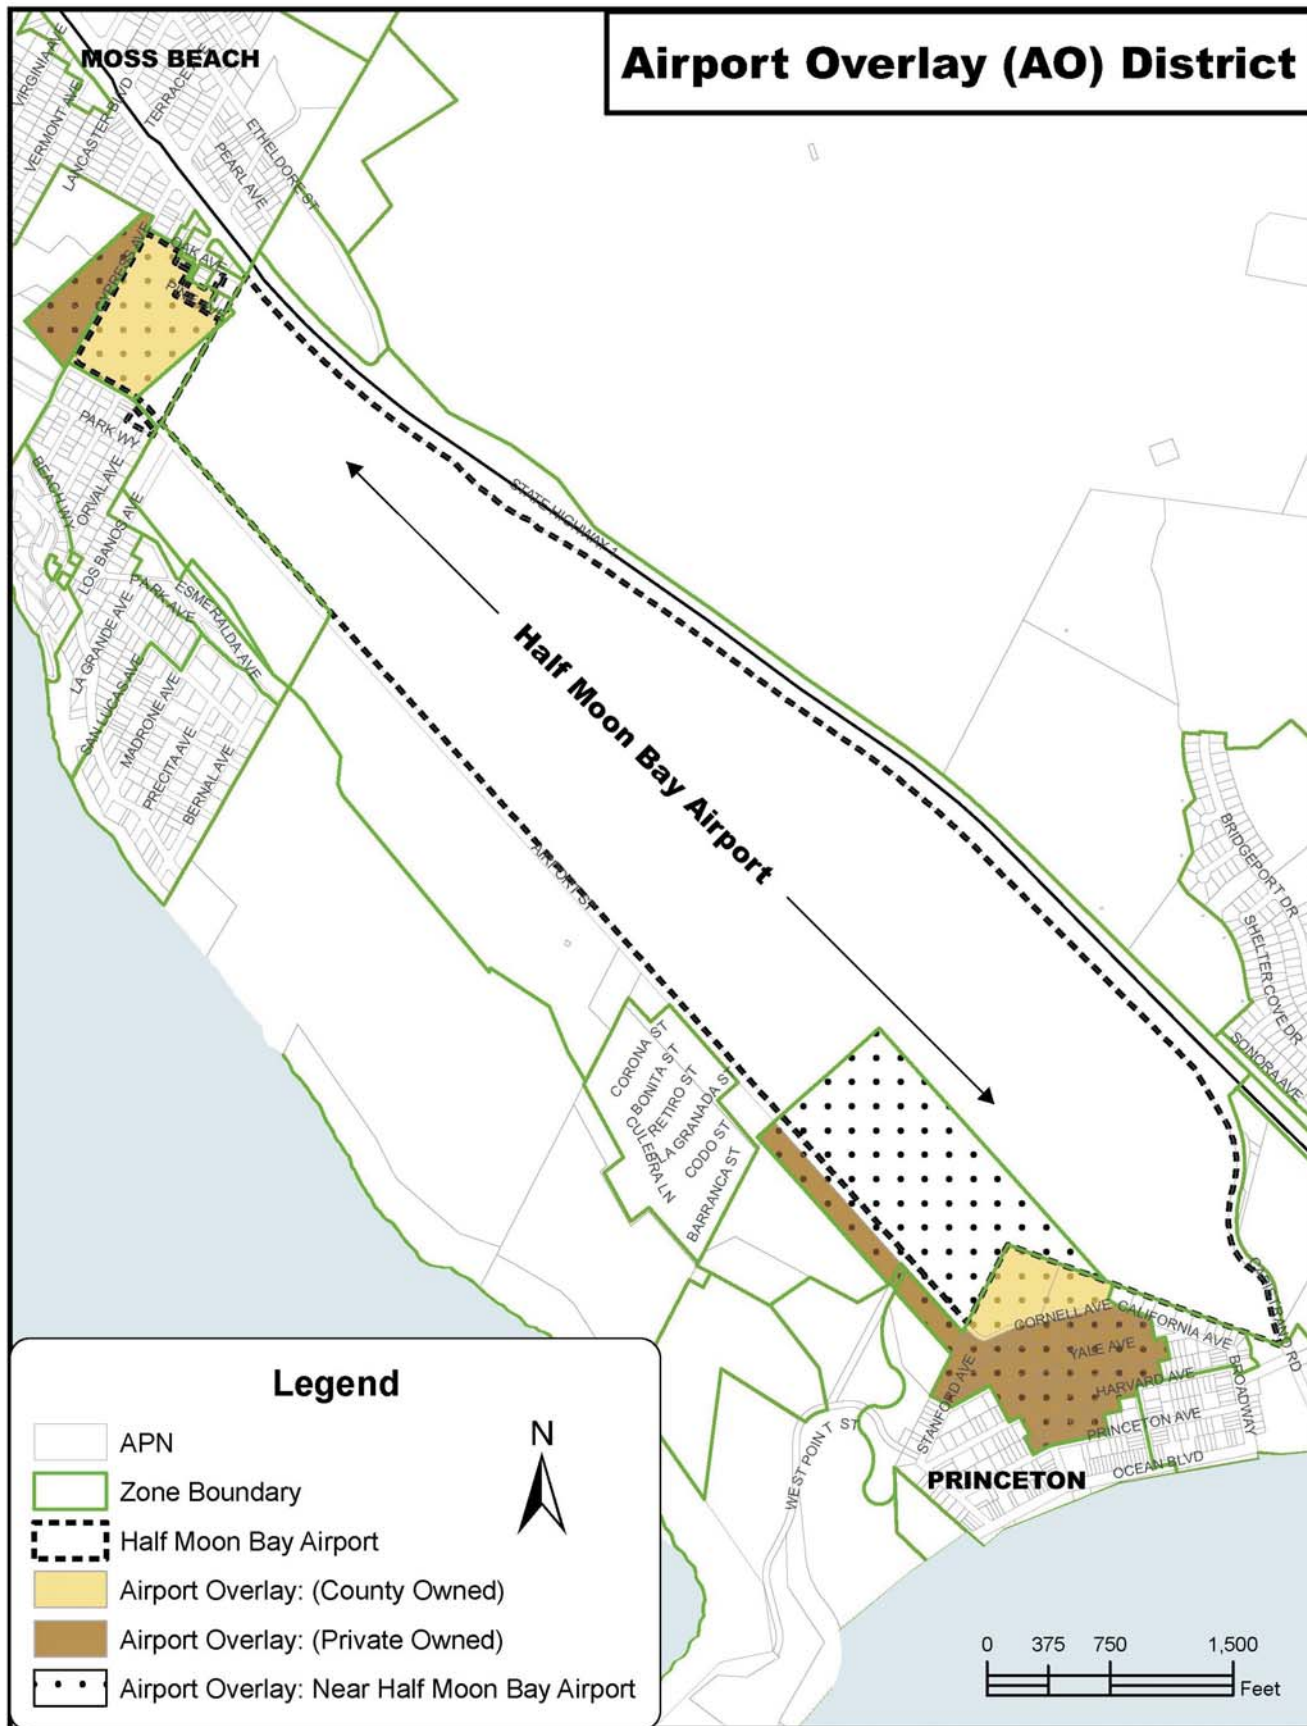 Airport Overlay (AO) District
MOSS BEACH
VIRGINIA AVE
VERMONT AVE
LANCASTER BLVD
TERRACE AVE
PEARL AVE
ETHELDORE ST
OAK AVE
CYPRESS AVE
PARK WY
BEACH WY
ORVAL AVE
LOS BANOS AVE
PARK AVE
ESMERALDA AVE
LA GRANDE AVE
SAN LUCAS AVE
MADRONE AVE
PRECITA AVE
BERNAL AVE
STATE HIGHWAY 1
Half Moon Bay Airport
AIRPORT ST
BRIDGEPORT DR
SHELTER COVE DR
SONORA AVE
CORONA ST
BONITA ST
RETIRO ST
LA GRANADA ST
CULEBRA LN
CODO ST
BARRANCA ST
CORNELL AVE
CALIFORNIA AVE
YALE AVE
HARVARD AVE
BROADWAY
STANFORD AVE
PRINCETON AVE
OCEAN BLVD
WEST POINT ST
PRINCETON
Legend
N
APN
Zone Boundary
Half Moon Bay Airport
Airport Overlay: (County Owned)
Airport Overlay: (Private Owned)
Airport Overlay: Near Half Moon Bay Airport
0 375 750 1,500
Feet